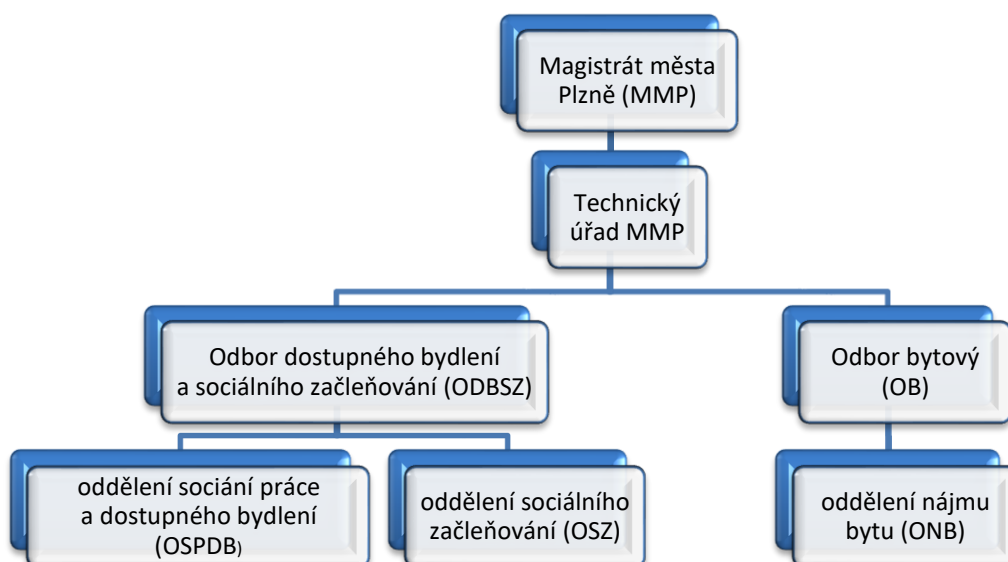 Magistrát města
Plzně (MMP)
Technický
úřad MMP
Odbor dostupného bydlení
a sociálního začleňování (ODBSZ)
Odbor bytový
(OB)
oddělení sociání práce
a dostupného bydlení
(OSPDB)
oddělení sociálního
začleňování (OSZ)
oddělení nájmu
bytu (ONB)